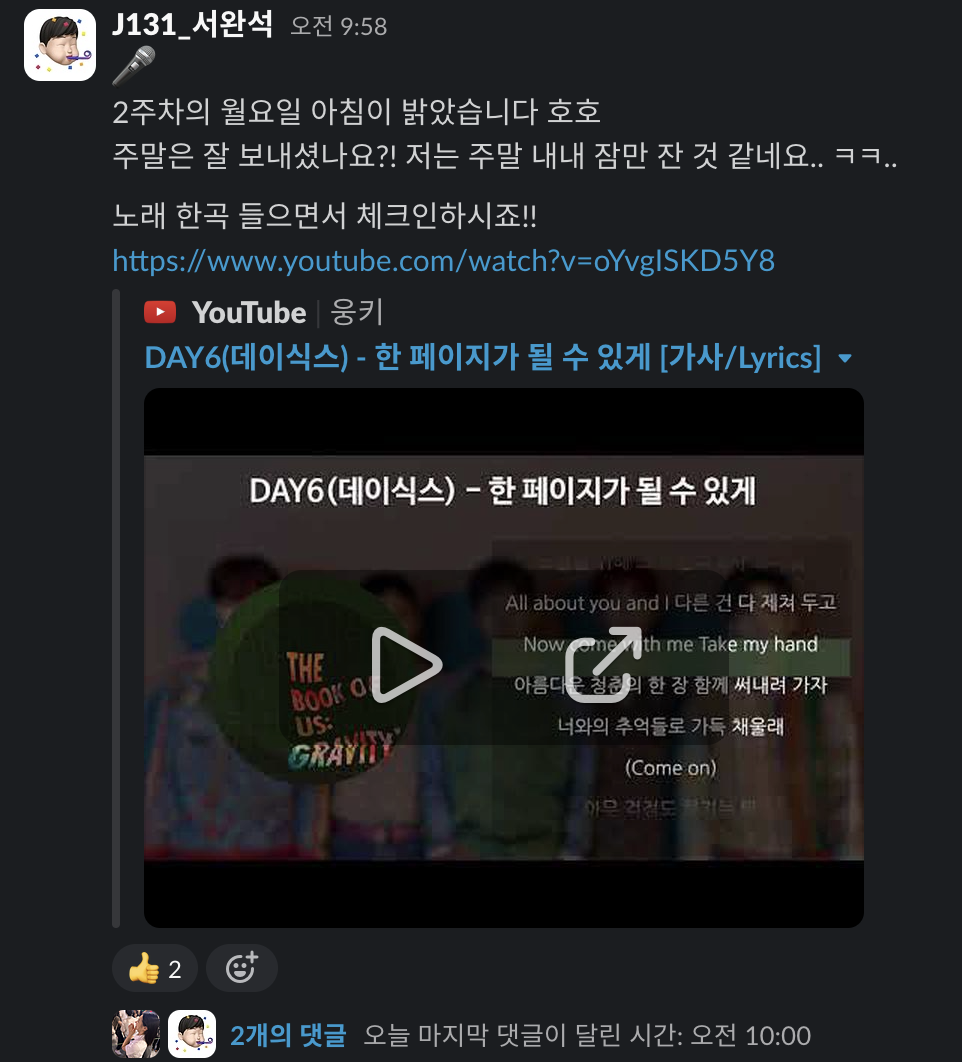 J131_서완석 오전 9:58
2주차의 월요일 아침이 밝았습니다 호호
주말은 잘 보내셨나요?! 저는 주말 내내 잠만 잔 것 같네요.. ㅋㅋ..
노래 한곡 들으면서 체크인하시죠!!
https://www.youtube.com/watch?v=oYvgISKD5Y8
YouTube 웅키
DAY6(데이식스) - 한 페이지가 될 수 있게 [가사/Lyrics]
DAY6(데이식스) - 한 페이지가 될 수 있게
All about you and I 다른 건 다 제쳐 두고
Now come with me Take my hand
아름다운 청춘의 한 장 함께 써내려 가자
너와의 추억들로 가득 채울래
(Come on)
THE
BOOK OF
US:
GRAVITY
2
2개의 댓글 오늘 마지막 댓글이 달린 시간: 오전 10:00